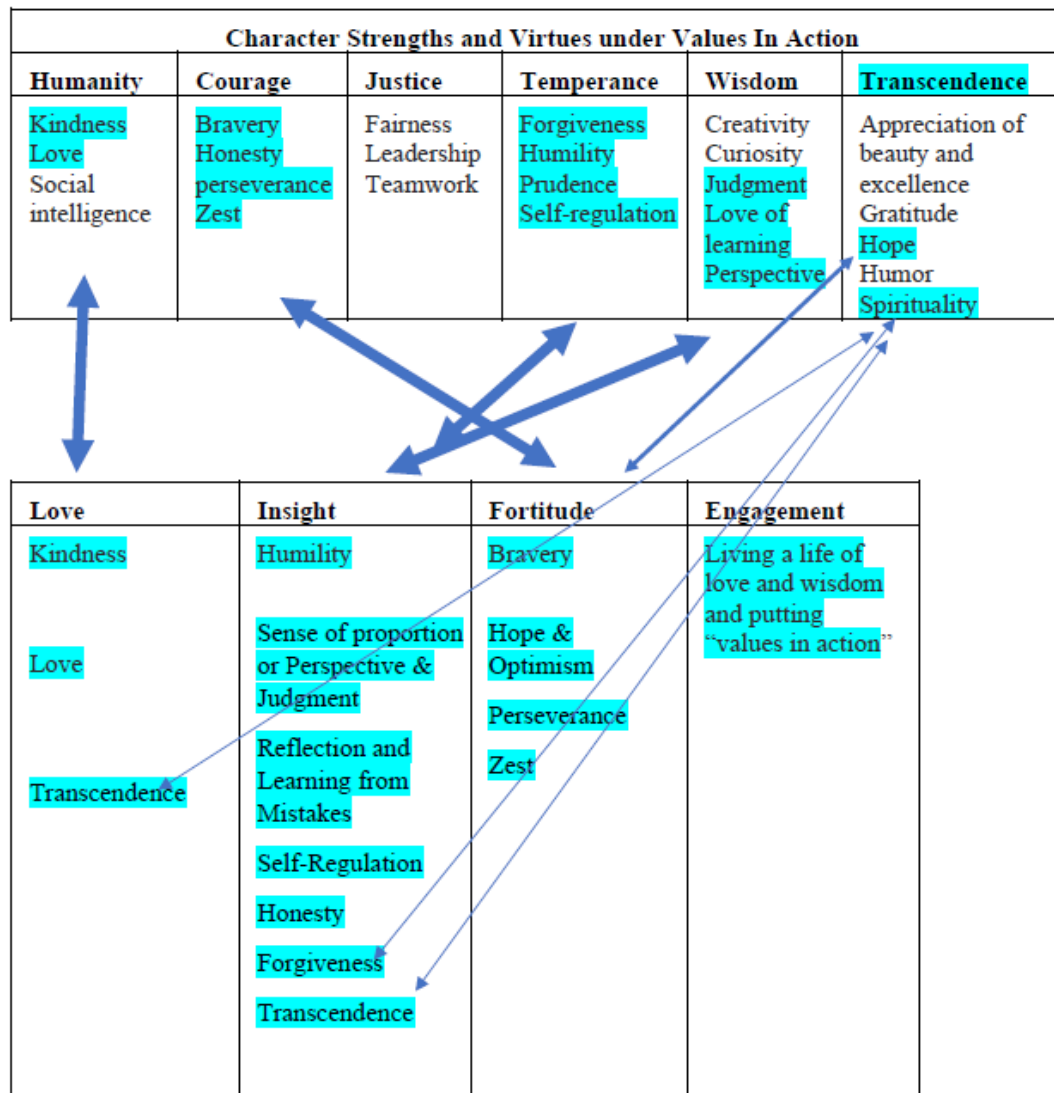 Character Strengths and Virtues under Values In Action
Humanity
Courage
Justice
Temperance
Wisdom
Transcendence
Kindness
Love
Social
intelligence
Bravery
Honesty
perseverance
Zest
Fairness
Leadership
Teamwork
Forgiveness
Humility
Prudence
Self-regulation
Creativity
Curiosity
Judgment
Love of
learning
Perspective
Appreciation of
beauty and
excellence
Gratitude
Hope
Humor
Spirituality
Love
Insight
Fortitude
Engagement
Kindness
Love
Transcendence
Humility
Sense of proportion
or Perspective &
Judgment
Reflection and
Learning from
Mistakes
Self-Regulation
Honesty
Forgiveness
Transcendence
Bravery
Hope &
Optimism
Perseverance
Zest
Living a life of
love and wisdom
and putting
“values in action”